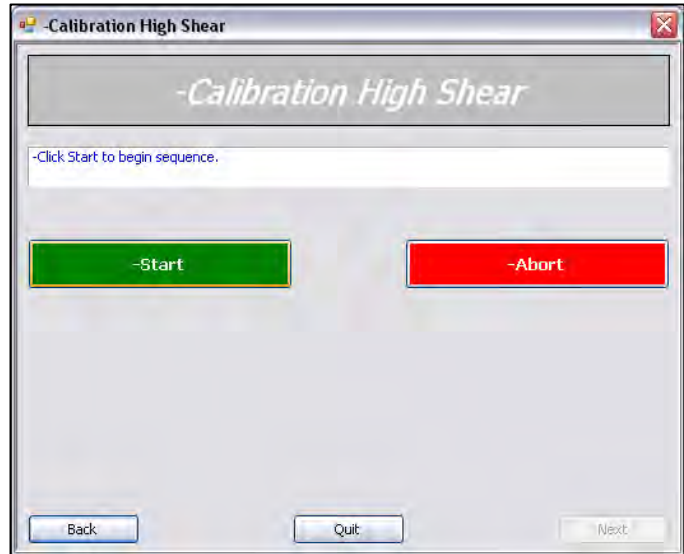 -Calibration High Shear
-Calibration High Shear
-Click Start to begin sequence.
-Start
-Abort
Back
Quit
Next